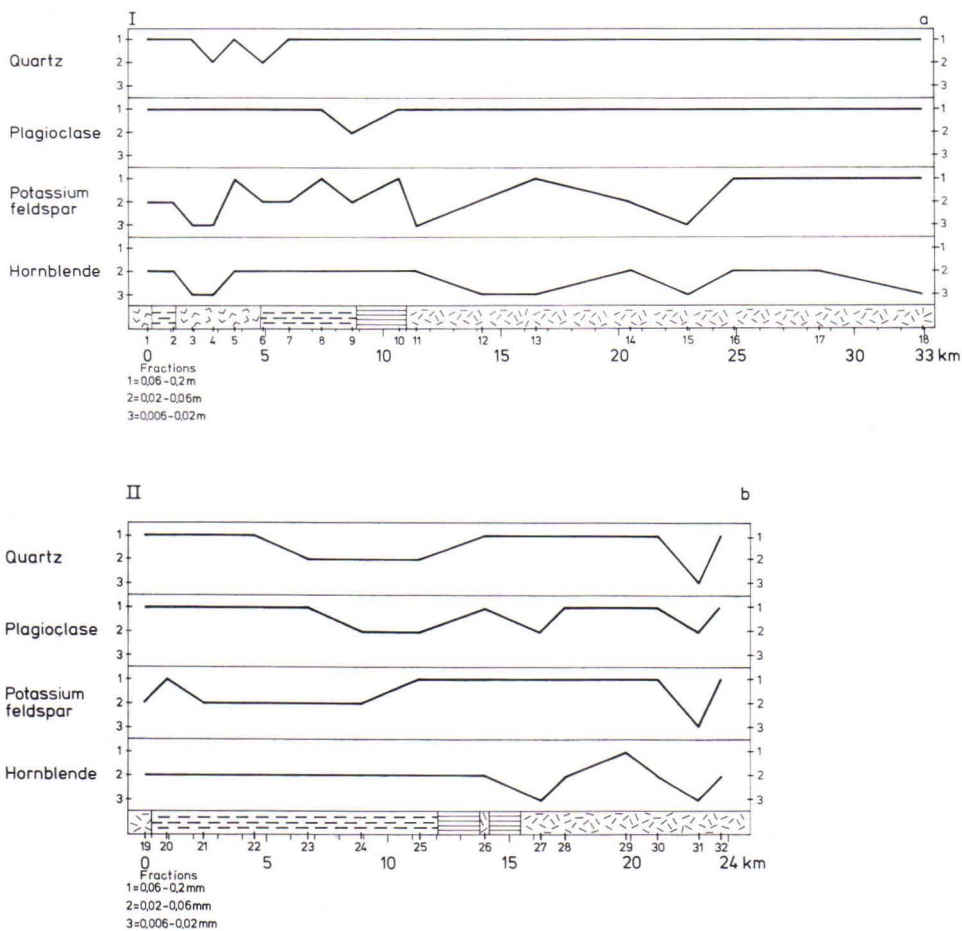 I a
Quartz 1 2 3 1 2 3
Plagioclase 1 2 3 1 2 3
Potassium feldspar 1 2 3 1 2 3
Hornblende 1 2 3 1 2 3
1 2 3 4 5 6 7 8 9 10 11 12 13 14 15 16 17 18
0 5 10 15 20 25 30 33 km
Fractions
1=0,06-0,2m
2=0,02-0,06m
3=0,006-0,02m
II b
Quartz 1 2 3 1 2 3
Plagioclase 1 2 3 1 2 3
Potassium feldspar 1 2 3 1 2 3
Hornblende 1 2 3 1 2 3
19 20 21 22 23 24 25 26 27 28 29 30 31 32
0 5 10 15 20 24 km
Fractions
1=0,06-0,2mm
2=0,02-0,06mm
3=0,006-0,02mm